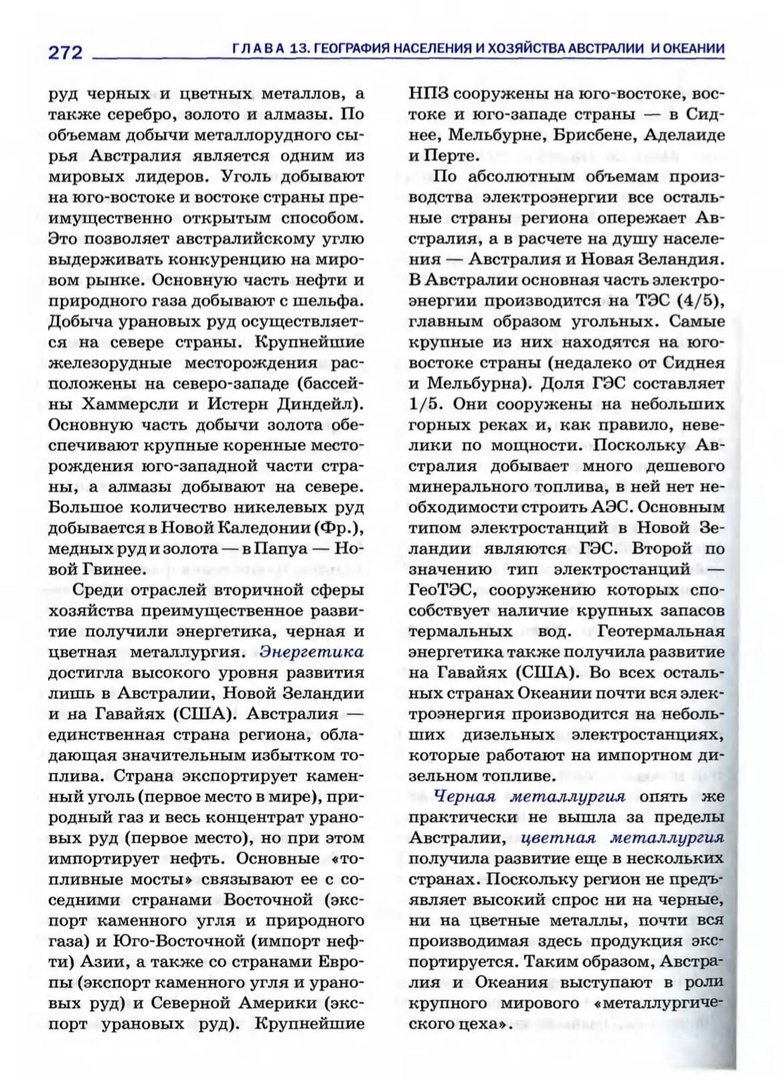 272
ГЛАВА 13. ГЕОГРАФИЯ НАСЕЛЕНИЯ И ХОЗЯЙСТВА АВСТРАЛИИ И ОКЕАНИИ
руд черных и цветных металлов, а
также серебро, золото и алмазы. По
объемам добычи металлорудного сы-
рья Австралия является одним из
мировых лидеров. Уголь добывают
на юго-востоке и востоке страны пре-
имущественно открытым способом.
Это позволяет австралийскому углю
выдерживать конкуренцию на миро-
вом рынке. Основную часть нефти и
природного газа добывают с шельфа.
Добыча урановых руд осуществляет-
ся на севере страны. Крупнейшие
железорудные месторождения рас-
положены на северо-западе (бассей-
ны Хаммерсли и Истерн Диндейл).
Основную часть добычи золота обе-
спечивают крупные коренные место-
рождения юго-западной части стра-
ны, а алмазы добывают на севере.
Большое количество никелевых руд
добывается в Новой Каледонии (Фр.),
медных руд и золота — в Папуа — Но-
вой Гвинее.
Среди отраслей вторичной сферы
хозяйства преимущественное разви-
тие получили энергетика, черная и
цветная металлургия. Энергетика
достигла высокого уровня развития
лишь в Австралии, Новой Зеландии
и на Гавайях (США). Австралия —
единственная страна региона, обла-
дающая значительным избытком то-
плива. Страна экспортирует камен-
ный уголь (первое место в мире), при-
родный газ и весь концентрат урано-
вых руд (первое место), но при этом
импортирует нефть. Основные «то-
пливные мосты» связывают ее с со-
седними странами Восточной (экс-
порт каменного угля и природного
газа) и Юго-Восточной (импорт неф-
ти) Азии, а также со странами Евро-
пы (экспорт каменного угля и урано-
вых руд) и Северной Америки (экс-
порт урановых руд). Крупнейшие
НПЗ сооружены на юго-востоке, вос-
токе и юго-западе страны — в Сид-
нее, Мельбурне, Брисбене, Аделаиде
и Перте.
По абсолютным объемам произ-
водства электроэнергии все осталь-
ные страны региона опережает Ав-
стралия, а в расчете на душу населе-
ния — Австралия и Новая Зеландия.
В Австралии основная часть электро-
энергии производится на ТЭС (4/5),
главным образом угольных. Самые
крупные из них находятся на юго-
востоке страны (недалеко от Сиднея
и Мельбурна). Доля ГЭС составляет
1/5. Они сооружены на небольших
горных реках и, как правило, неве-
лики по мощности. Поскольку Ав-
стралия добывает много дешевого
минерального топлива, в ней нет не-
обходимости строить АЭС. Основным
типом электростанций в Новой Зе-
ландии являются ГЭС. Второй по
значению тип электростанций —
ГеоТЭС, сооружению которых спо-
собствует наличие крупных запасов
термальных вод. Геотермальная
энергетика также получила развитие
на Гавайях (США). Во всех осталь-
ных странах Океании почти вся элек-
троэнергия производится на неболь-
ших дизельных электростанциях,
которые работают на импортном ди-
зельном топливе.
Черная металлургия опять же
практически не вышла за пределы
Австралии, цветная металлургия
получила развитие еще в нескольких
странах. Поскольку регион не предъ-
являет высокий спрос ни на черные,
ни на цветные металлы, почти вся
производимая здесь продукция экс-
портируется. Таким образом, Австра-
лия и Океания выступают в роли
крупного мирового «металлургиче-
ского цеха».